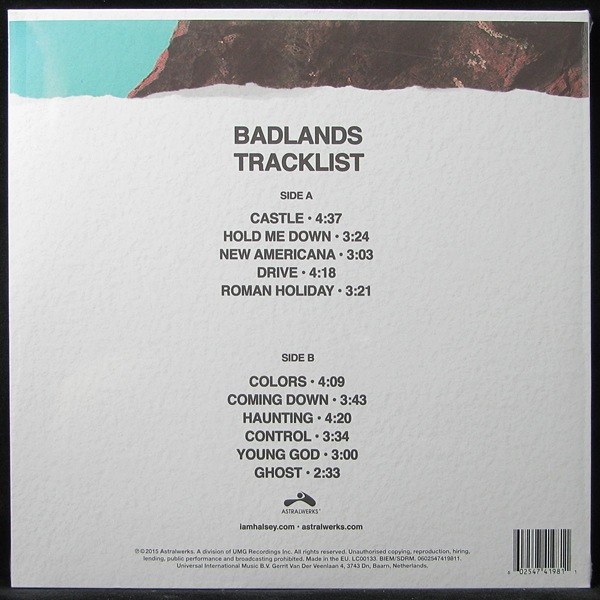 BADLANDS
TRACKLIST
SIDE A
CASTLE • 4:37
HOLD ME DOWN • 3:24
NEW AMERICANA • 3:03
DRIVE • 4:18
ROMAN HOLIDAY • 3:21
SIDE B
COLORS • 4:09
COMING DOWN • 3:43
HAUNTING • 4:20
CONTROL • 3:34
YOUNG GOD • 3:00
GHOST • 2:33
ASTRALWERKS
iamhalsey.com • astralwerks.com
℗©2015 Astralwerks. A division of UMG Recordings Inc. All rights reserved. Unauthorised copying, reproduction, hiring,
lending, public performance and broadcasting prohibited. Made in the EU. LC00133. BIEM/SDRM. 0602547419811.
Universal International Music B.V. Gerrit Van Der Veenlaan 4, 3743 Dn, Baarn, Netherlands.
6 02547 41981 1